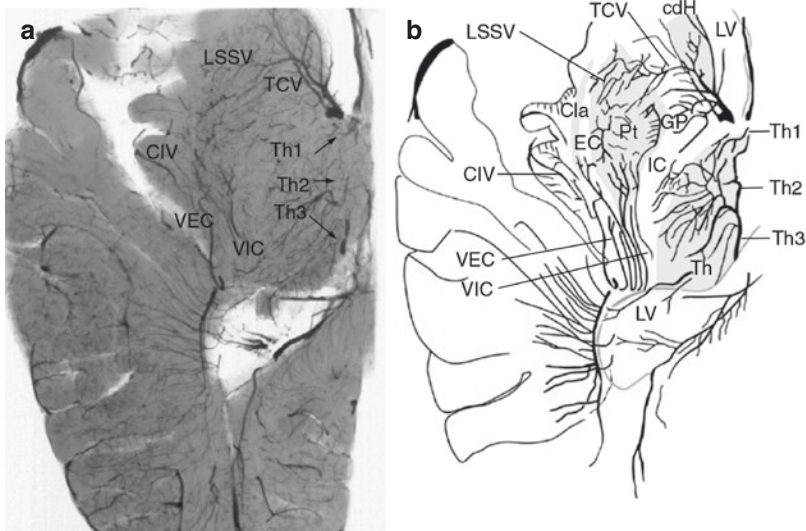 a
LSSV
TCV
Th1
CIV
Th2
Th3
VEC
VIC
b
TCV
cdH
LSSV
LV
Cla
Pt
GP
Th1
EC
IC
CIV
Th2
VEC
Th3
VIC
Th
LV